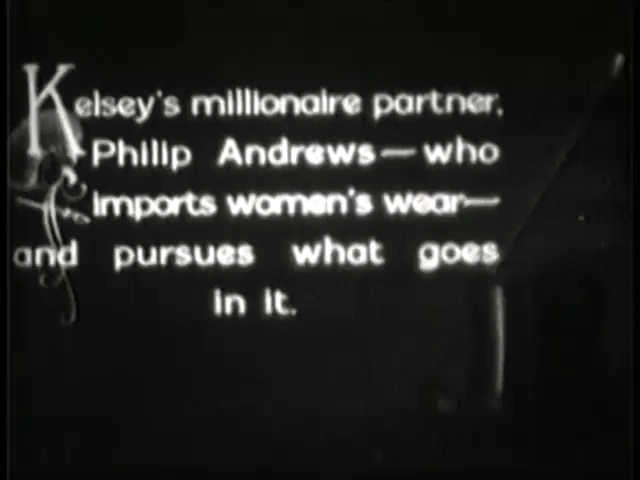 Kelsey's millionaire partner,
Philip Andrews—who
imports women's wear—
and pursues what goes
in it.